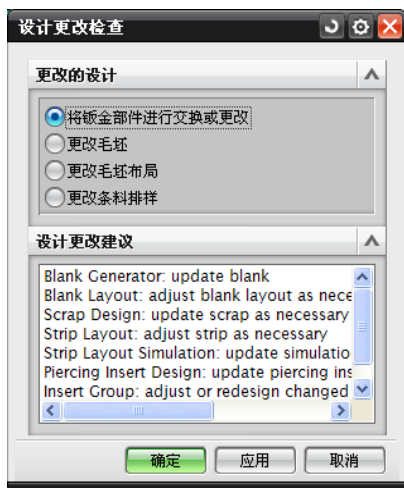 设计更改检查
更改的设计
将钣金部件进行交换或更改
更改毛坯
更改毛坯布局
更改条料排样
设计更改建议
Blank Generator: update blank
Blank Layout: adjust blank layout as nece
Scrap Design: update scrap as necessary
Strip Layout: adjust strip as necessary
Strip Layout Simulation: update simulatio
Piercing Insert Design: update piercing ins
Insert Group: adjust or redesign changed
确定 应用 取消